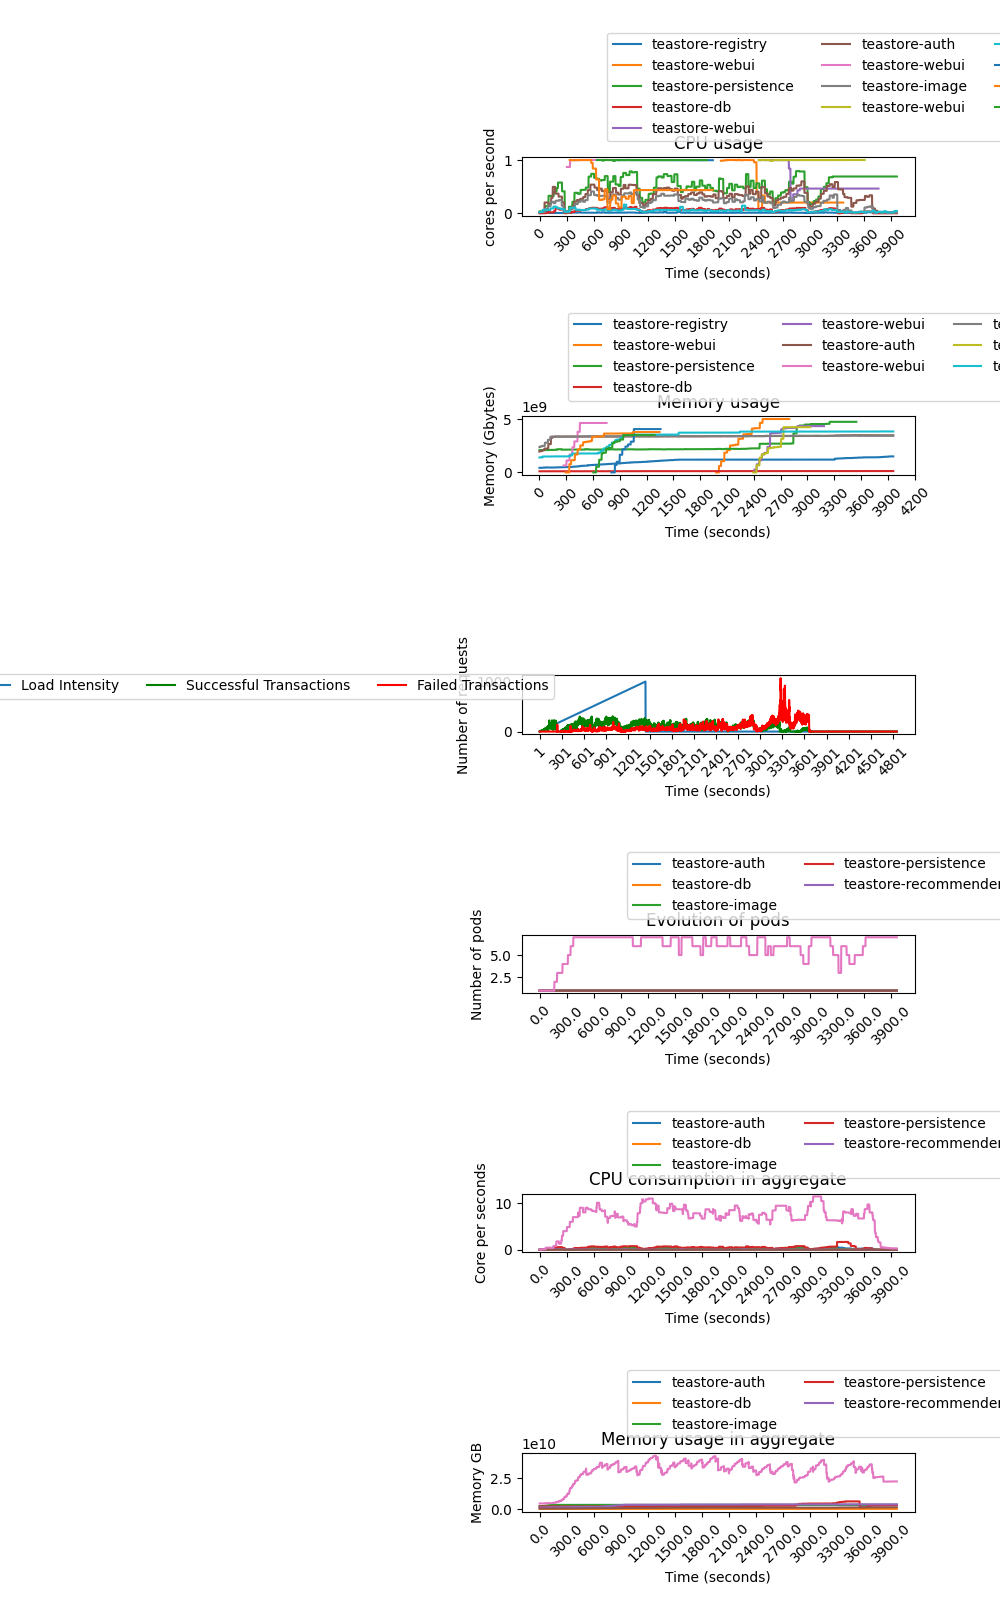 teastore-registry teastore-auth
teastore-webui teastore-webui
teastore-persistence teastore-image
teastore-db teastore-webui
teastore-webui
CPU usage
cores per second
1
0
0 300 600 900 1200 1500 1800 2100 2400 2700 3000 3300 3600 3900
Time (seconds)
teastore-registry teastore-webui
teastore-webui teastore-auth
teastore-persistence teastore-webui
teastore-db
1e9
Memory usage
Memory (Gbytes)
5
0
0 300 600 900 1200 1500 1800 2100 2400 2700 3000 3300 3600 3900 4200
Time (seconds)
Load Intensity Successful Transactions Failed Transactions
Number of requests
0
1 301 601 901 1201 1501 1801 2101 2401 2701 3001 3301 3601 3901 4201 4501 4801
Time (seconds)
teastore-auth teastore-persistence
teastore-db teastore-recommender
teastore-image
Evolution of pods
Number of pods
5.0
2.5
0.0 300.0 600.0 900.0 1200.0 1500.0 1800.0 2100.0 2400.0 2700.0 3000.0 3300.0 3600.0 3900.0
Time (seconds)
teastore-auth teastore-persistence
teastore-db teastore-recommender
teastore-image
CPU consumption in aggregate
Core per seconds
10
0
0.0 300.0 600.0 900.0 1200.0 1500.0 1800.0 2100.0 2400.0 2700.0 3000.0 3300.0 3600.0 3900.0
Time (seconds)
teastore-auth teastore-persistence
teastore-db teastore-recommender
teastore-image
1e10
Memory usage in aggregate
Memory GB
2.5
0.0
0.0 300.0 600.0 900.0 1200.0 1500.0 1800.0 2100.0 2400.0 2700.0 3000.0 3300.0 3600.0 3900.0
Time (seconds)